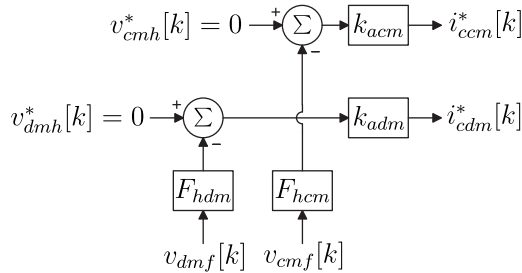 v*cmh[k] = 0 + Σ − kacm i*ccm[k]
v*dmh[k] = 0 + Σ − kadm i*cdm[k]
Fhdm Fhcm
vdmf[k] vcmf[k]